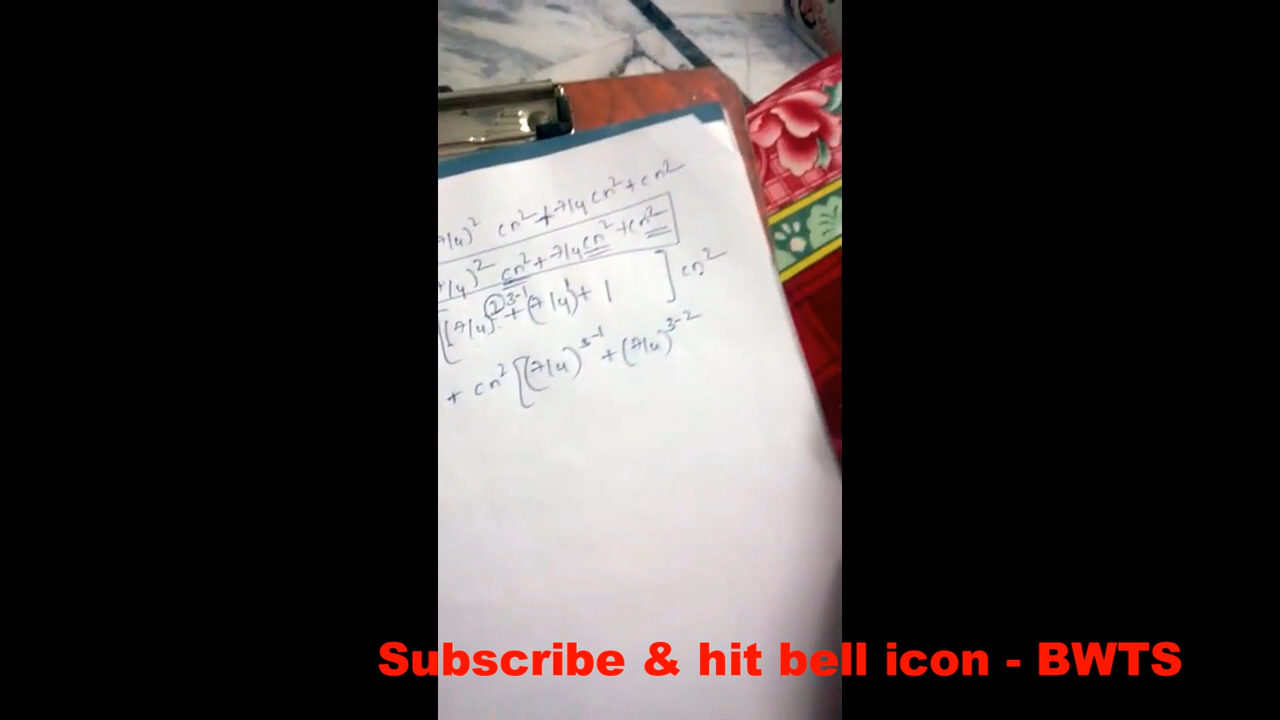 7/4)² cn² + 7/4 cn² + cn²
7/4)² cn² + 7/4 cn² + cn²
[(7/4)② 3-1 + (7/4)¹ + 1 ] cn²
+ cn² [(7/4)³⁻¹ + (7/4)³⁻²
Subscribe & hit bell icon - BWTS